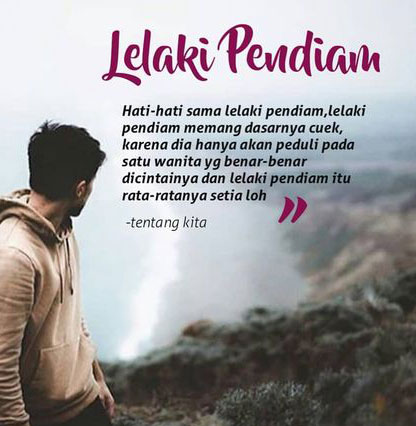 Lelaki Pendiam
Hati-hati sama lelaki pendiam,lelaki
pendiam memang dasarnya cuek,
karena dia hanya akan peduli pada
satu wanita yg benar-benar
dicintainya dan lelaki pendiam itu
rata-ratanya setia loh
”
-tentang kita